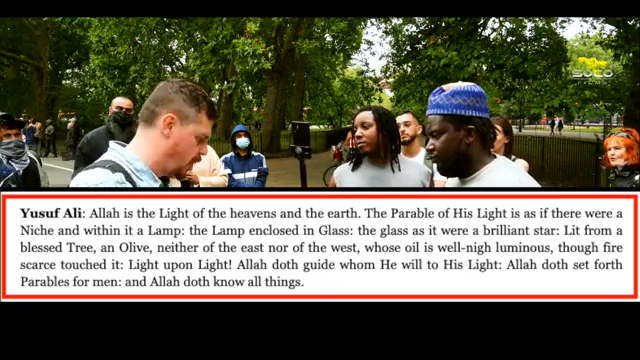 SOCO
FILMS
Yusuf Ali: Allah is the Light of the heavens and the earth. The Parable of His Light is as if there were a
Niche and within it a Lamp: the Lamp enclosed in Glass: the glass as it were a brilliant star: Lit from a
blessed Tree, an Olive, neither of the east nor of the west, whose oil is well-nigh luminous, though fire
scarce touched it: Light upon Light! Allah doth guide whom He will to His Light: Allah doth set forth
Parables for men: and Allah doth know all things.